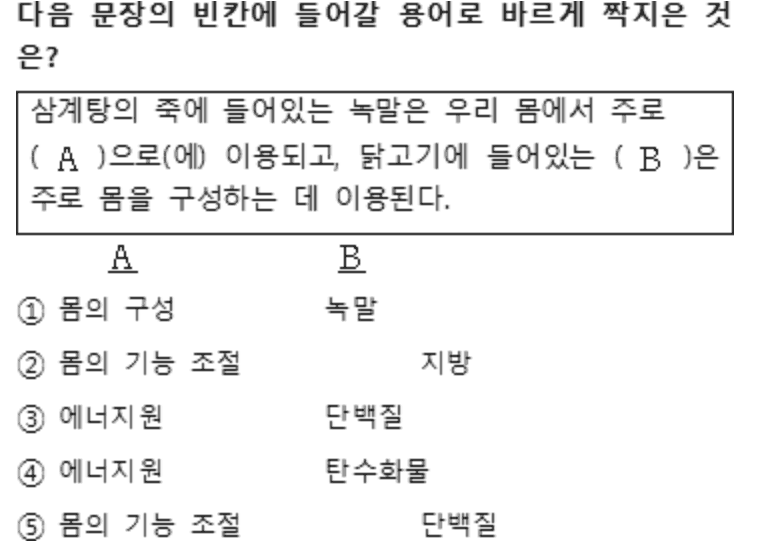 다음 문장의 빈칸에 들어갈 용어로 바르게 짝지은 것
은?
삼계탕의 죽에 들어있는 녹말은 우리 몸에서 주로
( A )으로(에) 이용되고, 닭고기에 들어있는 ( B )은
주로 몸을 구성하는 데 이용된다.
A B
① 몸의 구성 녹말
② 몸의 기능 조절 지방
③ 에너지원 단백질
④ 에너지원 탄수화물
⑤ 몸의 기능 조절 단백질